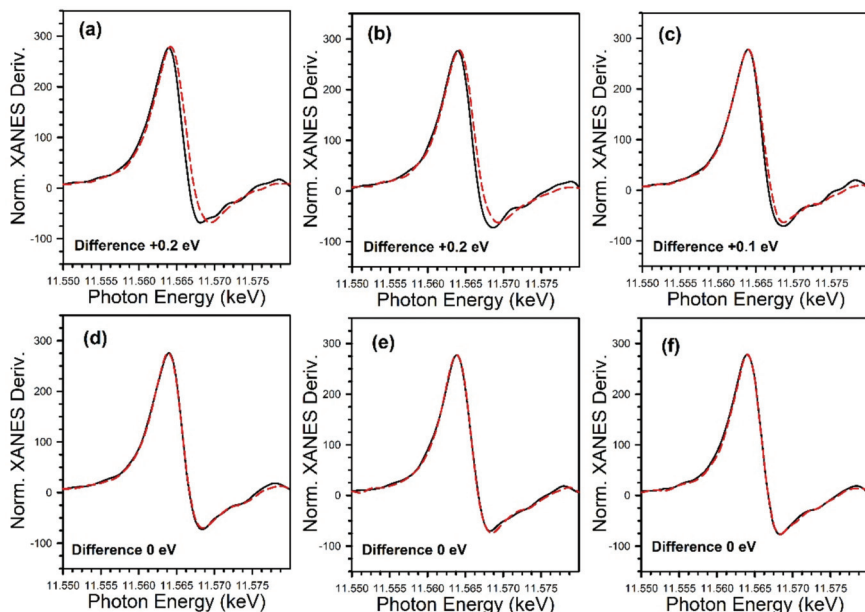 (a)
Norm. XANES Deriv.
300
200
100
0
-100
Difference +0.2 eV
11.550 11.555 11.560 11.565 11.570 11.575
Photon Energy (keV)
(b)
Norm. XANES Deriv.
300
200
100
0
-100
Difference +0.2 eV
11.550 11.555 11.560 11.565 11.570 11.575
Photon Energy (keV)
(c)
Norm. XANES Deriv.
300
200
100
0
-100
Difference +0.1 eV
11.550 11.555 11.560 11.565 11.570 11.575
Photon Energy (keV)
(d)
Norm. XANES Deriv.
300
200
100
0
-100
Difference 0 eV
11.550 11.555 11.560 11.565 11.570 11.575
Photon Energy (keV)
(e)
Norm. XANES Deriv.
300
200
100
0
-100
Difference 0 eV
11.550 11.555 11.560 11.565 11.570 11.575
Photon Energy (keV)
(f)
Norm. XANES Deriv.
300
200
100
0
-100
Difference 0 eV
11.550 11.555 11.560 11.565 11.570 11.575
Photon Energy (keV)